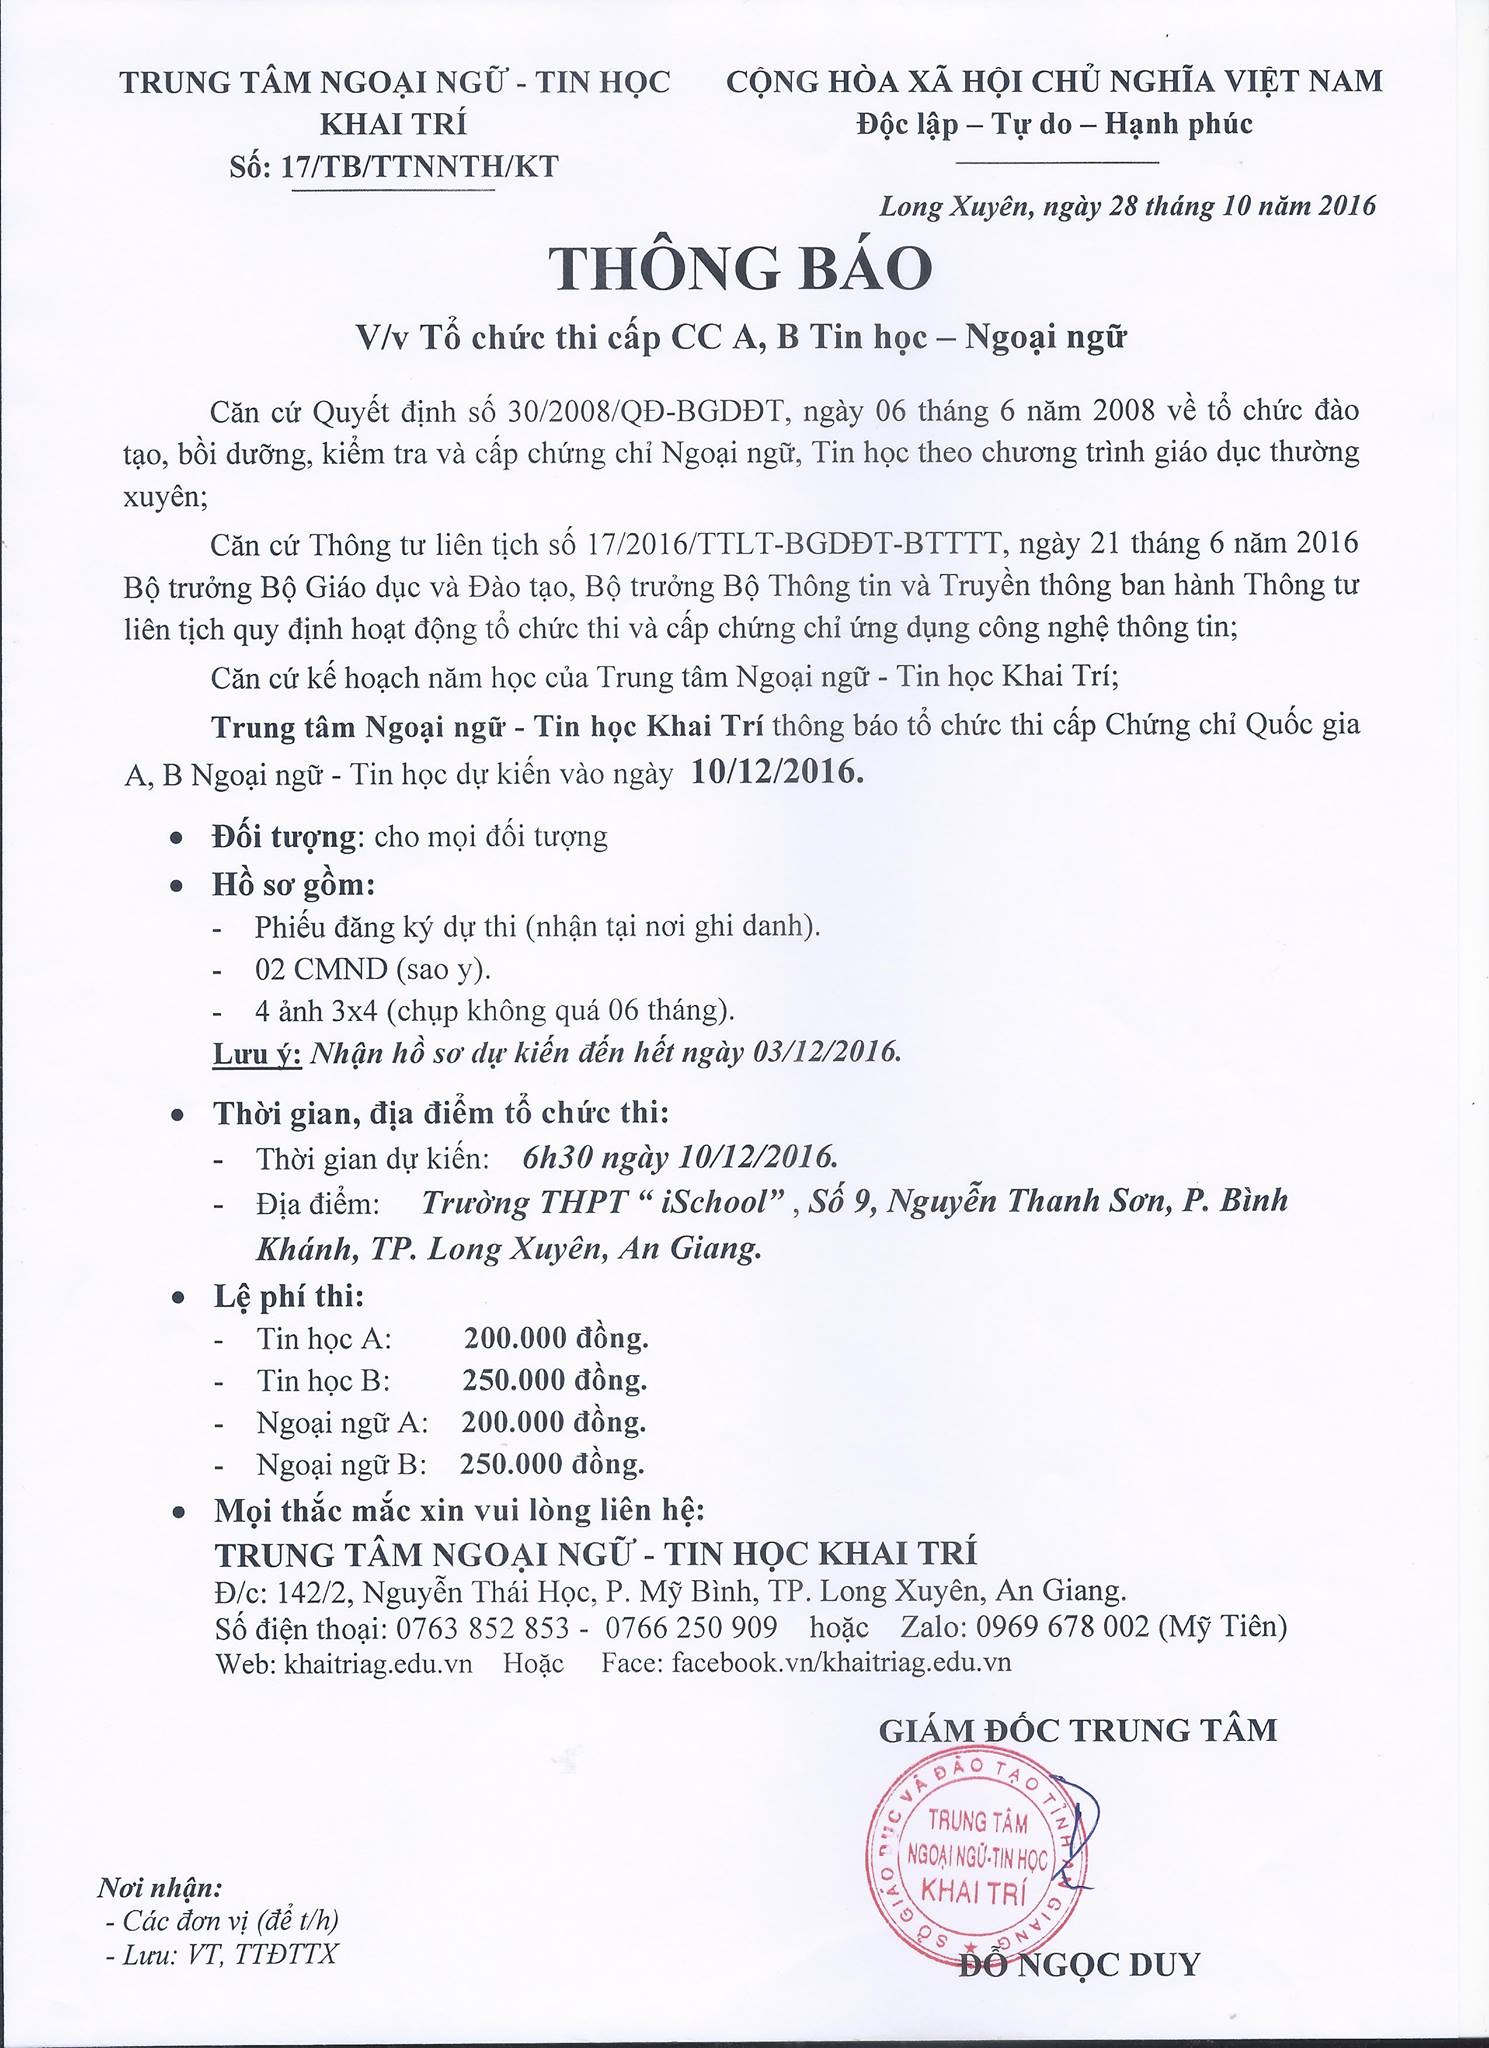 TRUNG TÂM NGOẠI NGỮ - TIN HỌC
KHAI TRÍ
Số: 17/TB/TTNNTH/KT
CỘNG HÒA XÃ HỘI CHỦ NGHĨA VIỆT NAM
Độc lập – Tự do – Hạnh phúc
Long Xuyên, ngày 28 tháng 10 năm 2016
THÔNG BÁO
V/v Tổ chức thi cấp CC A, B Tin học – Ngoại ngữ
Căn cứ Quyết định số 30/2008/QĐ-BGDĐT, ngày 06 tháng 6 năm 2008 về tổ chức đào
tạo, bồi dưỡng, kiểm tra và cấp chứng chỉ Ngoại ngữ, Tin học theo chương trình giáo dục thường
xuyên;
Căn cứ Thông tư liên tịch số 17/2016/TTLT-BGDĐT-BTTTT, ngày 21 tháng 6 năm 2016
Bộ trưởng Bộ Giáo dục và Đào tạo, Bộ trưởng Bộ Thông tin và Truyền thông ban hành Thông tư
liên tịch quy định hoạt động tổ chức thi và cấp chứng chỉ ứng dụng công nghệ thông tin;
Căn cứ kế hoạch năm học của Trung tâm Ngoại ngữ - Tin học Khai Trí;
Trung tâm Ngoại ngữ - Tin học Khai Trí thông báo tổ chức thi cấp Chứng chỉ Quốc gia
A, B Ngoại ngữ - Tin học dự kiến vào ngày 10/12/2016.
• Đối tượng: cho mọi đối tượng
• Hồ sơ gồm:
- Phiếu đăng ký dự thi (nhận tại nơi ghi danh).
- 02 CMND (sao y).
- 4 ảnh 3x4 (chụp không quá 06 tháng).
Lưu ý: Nhận hồ sơ dự kiến đến hết ngày 03/12/2016.
• Thời gian, địa điểm tổ chức thi:
- Thời gian dự kiến: 6h30 ngày 10/12/2016.
- Địa điểm: Trường THPT “ iSchool” , Số 9, Nguyễn Thanh Sơn, P. Bình
Khánh, TP. Long Xuyên, An Giang.
• Lệ phí thi:
- Tin học A: 200.000 đồng.
- Tin học B: 250.000 đồng.
- Ngoại ngữ A: 200.000 đồng.
- Ngoại ngữ B: 250.000 đồng.
• Mọi thắc mắc xin vui lòng liên hệ:
TRUNG TÂM NGOẠI NGỮ - TIN HỌC KHAI TRÍ
Đ/c: 142/2, Nguyễn Thái Học, P. Mỹ Bình, TP. Long Xuyên, An Giang.
Số điện thoại: 0763 852 853 - 0766 250 909 hoặc Zalo: 0969 678 002 (Mỹ Tiên)
Web: khaitriag.edu.vn Hoặc Face: facebook.vn/khaitriag.edu.vn
GIÁM ĐỐC TRUNG TÂM
SỞ GIÁO DỤC VÀ ĐÀO TẠO TỈNH AN GIANG
TRUNG TÂM
NGOẠI NGỮ-TIN HỌC
KHAI TRÍ
ĐỖ NGỌC DUY
Nơi nhận:
- Các đơn vị (để t/h)
- Lưu: VT, TTĐTTX